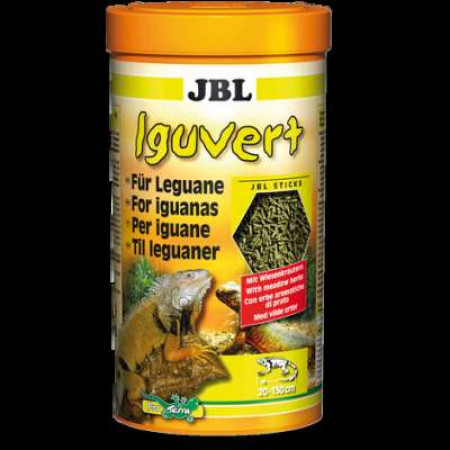 JBL
Iguvert
Für Leguane
For iguanas
Per iguane
Til leguaner
JBL STICKS
Mit Wiesenkräutern
With meadow herbs
Con erbe aromatiche
di prato
Med vilde urter
20-150 cm
Terra